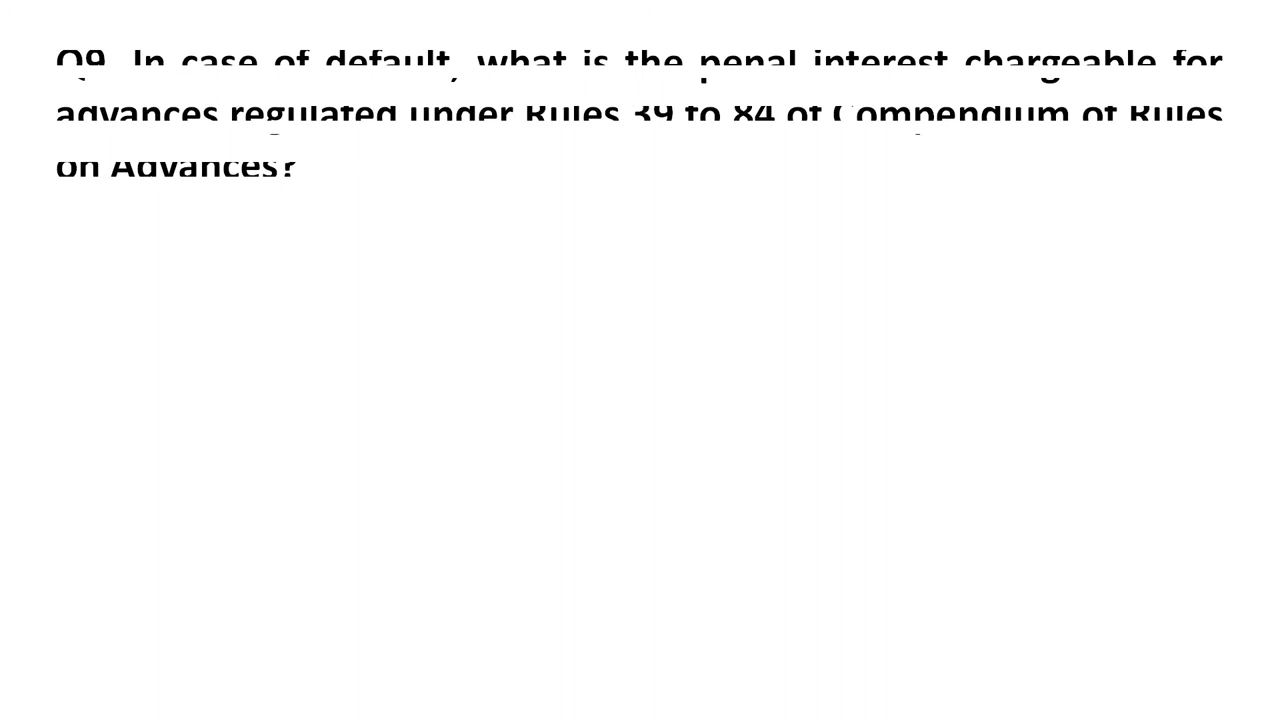 Q9. In case of default, what is the penal interest chargeable for
advances regulated under Rules 39 to 84 of Compendium of Rules
on Advances?